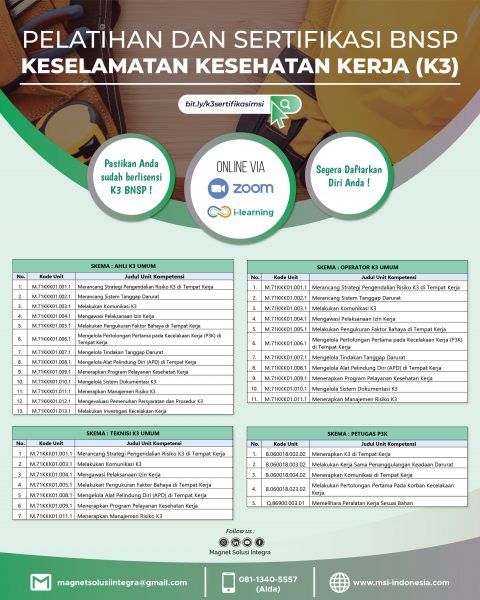 PELATIHAN DAN SERTIFIKASI BNSP
KESELAMATAN KESEHATAN KERJA (K3)
bit.ly/k3sertifikasimsi
Pastikan Anda
sudah berlisensi
K3 BNSP !
ONLINE VIA
zoom
i-learning
Segera Daftarkan
Diri Anda !
SKEMA : AHLI K3 UMUM
No. Kode Unit Judul Unit Kompetensi
1. M.71KKK01.001.1 Merancang Strategi Pengendalian Risiko K3 di Tempat Kerja
2. M.71KKK01.002.1 Merancang Sistem Tanggap Darurat
3. M.71KKK01.003.1 Melakukan Komunikasi K3
4. M.71KKK01.004.1 Mengawasi Pelaksanaan Izin Kerja
5. M.71KKK01.005.1 Melakukan Pengukuran Faktor Bahaya di Tempat Kerja
6. M.71KKK01.006.1 Mengelola Pertolongan Pertama pada Kecelakaan Kerja (P3K) di
Tempat Kerja
7. M.71KKK01.007.1 Mengelola Tindakan Tanggap Darurat
8. M.71KKK01.008.1 Mengelola Alat Pelindung Diri (APD) di Tempat Kerja
9. M.71KKK01.009.1 Menerapkan Program Pelayanan Kesehatan Kerja
10. M.71KKK01.010.1 Mengelola Sistem Dokumentasi K3
11. M.71KKK01.011.1 Menerapkan Manajemen Risiko K3
12. M.71KKK01.012.1 Mengevaluasi Pemenuhan Persyaratan dan Prosedur K3
13. M.71KKK01.013.1 Melakukan Investigasi Kecelakaan Kerja
SKEMA : OPERATOR K3 UMUM
No. Kode Unit Judul Unit Kompetensi
1. M.71KKK01.001.1 Merancang Strategi Pengendalian Risiko K3 di Tempat Kerja
2. M.71KKK01.002.1 Merancang Sistem Tanggap Darurat
3. M.71KKK01.003.1 Melakukan Komunikasi K3
4. M.71KKK01.004.1 Mengawasi Pelaksanaan Izin Kerja
5. M.71KKK01.005.1 Melakukan Pengukuran Faktor Bahaya di Tempat Kerja
6. M.71KKK01.006.1 Mengelola Pertolongan Pertama pada Kecelakaan Kerja (P3K)
di Tempat Kerja
7. M.71KKK01.007.1 Mengelola Tindakan Tanggap Darurat
8. M.71KKK01.008.1 Mengelola Alat Pelindung Diri (APD) di Tempat Kerja
9. M.71KKK01.009.1 Menerapkan Program Pelayanan Kesehatan Kerja
10. M.71KKK01.010.1 Mengelola Sistem Dokumentasi K3
11. M.71KKK01.011.1 Menerapkan Manajemen Risiko K3
SKEMA : TEKNISI K3 UMUM
No. Kode Unit Judul Unit Kompetensi
1 M.71KKK01.001.1 Merancang Strategi Pengendalian Risiko K3 di Tempat Kerja
2 M.71KKK01.003.1 Melakukan Komunikasi K3
3 M.71KKK01.004.1 Mengawasi Pelaksanaan Izin Kerja
4 M.71KKK01.005.1 Melakukan Pengukuran Faktor Bahaya di Tempat Kerja
5 M.71KKK01.008.1 Mengelola Alat Pelindung Diri (APD) di Tempat Kerja
6 M.71KKK01.009.1 Menerapkan Program Pelayanan Kesehatan Kerja
7 M.71KKK01.011.1 Menerapkan Manajemen Risiko K3
SKEMA : PETUGAS P3K
No. Kode Unit Judul Unit Kompetensi
1 B.060018.002.02 Menerapkan K3 di Tempat Kerja
2 B.060018.003.02 Melakukan Kerja Sama Penanggulangan Keadaan Darurat
3 B.060018.004.02 Menerapkan Komunikasi di Tempat Kerja
4 B.060018.023.02 Melakukan Pertolongan Pertama Pada Korban Kecelakaan
Kerja.
5 Q.86900.003.01 Memelihara Peralatan Kerja Sesuai Bahan
Follow us :
Magnet Solusi Integra
magnetsolusiintegra@gmail.com
081-1340-5557
(Alda)
www.msi-indonesia.com